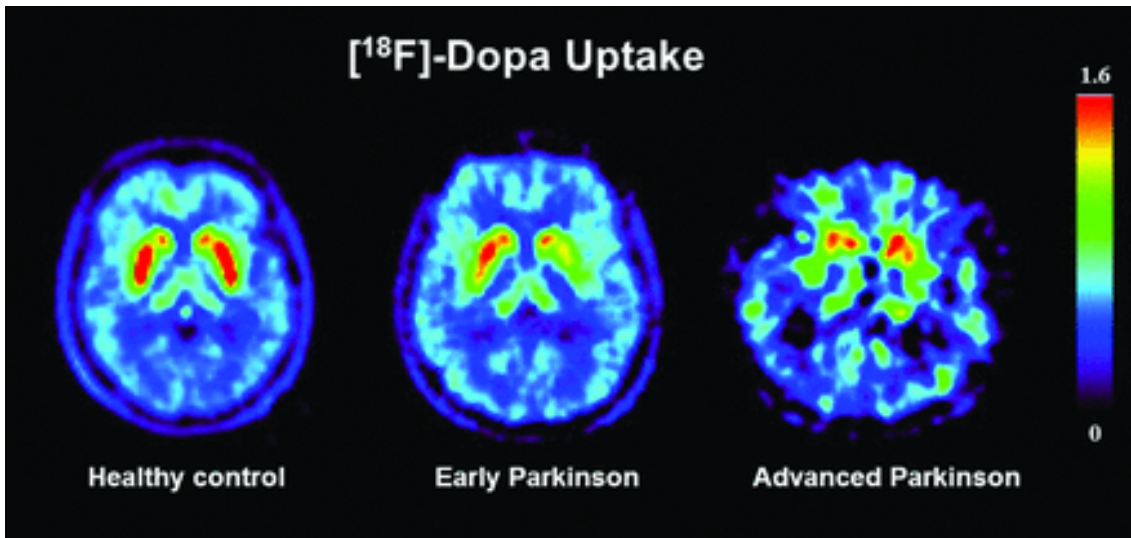 [¹⁸F]-Dopa Uptake
1.6
0
Healthy control
Early Parkinson
Advanced Parkinson